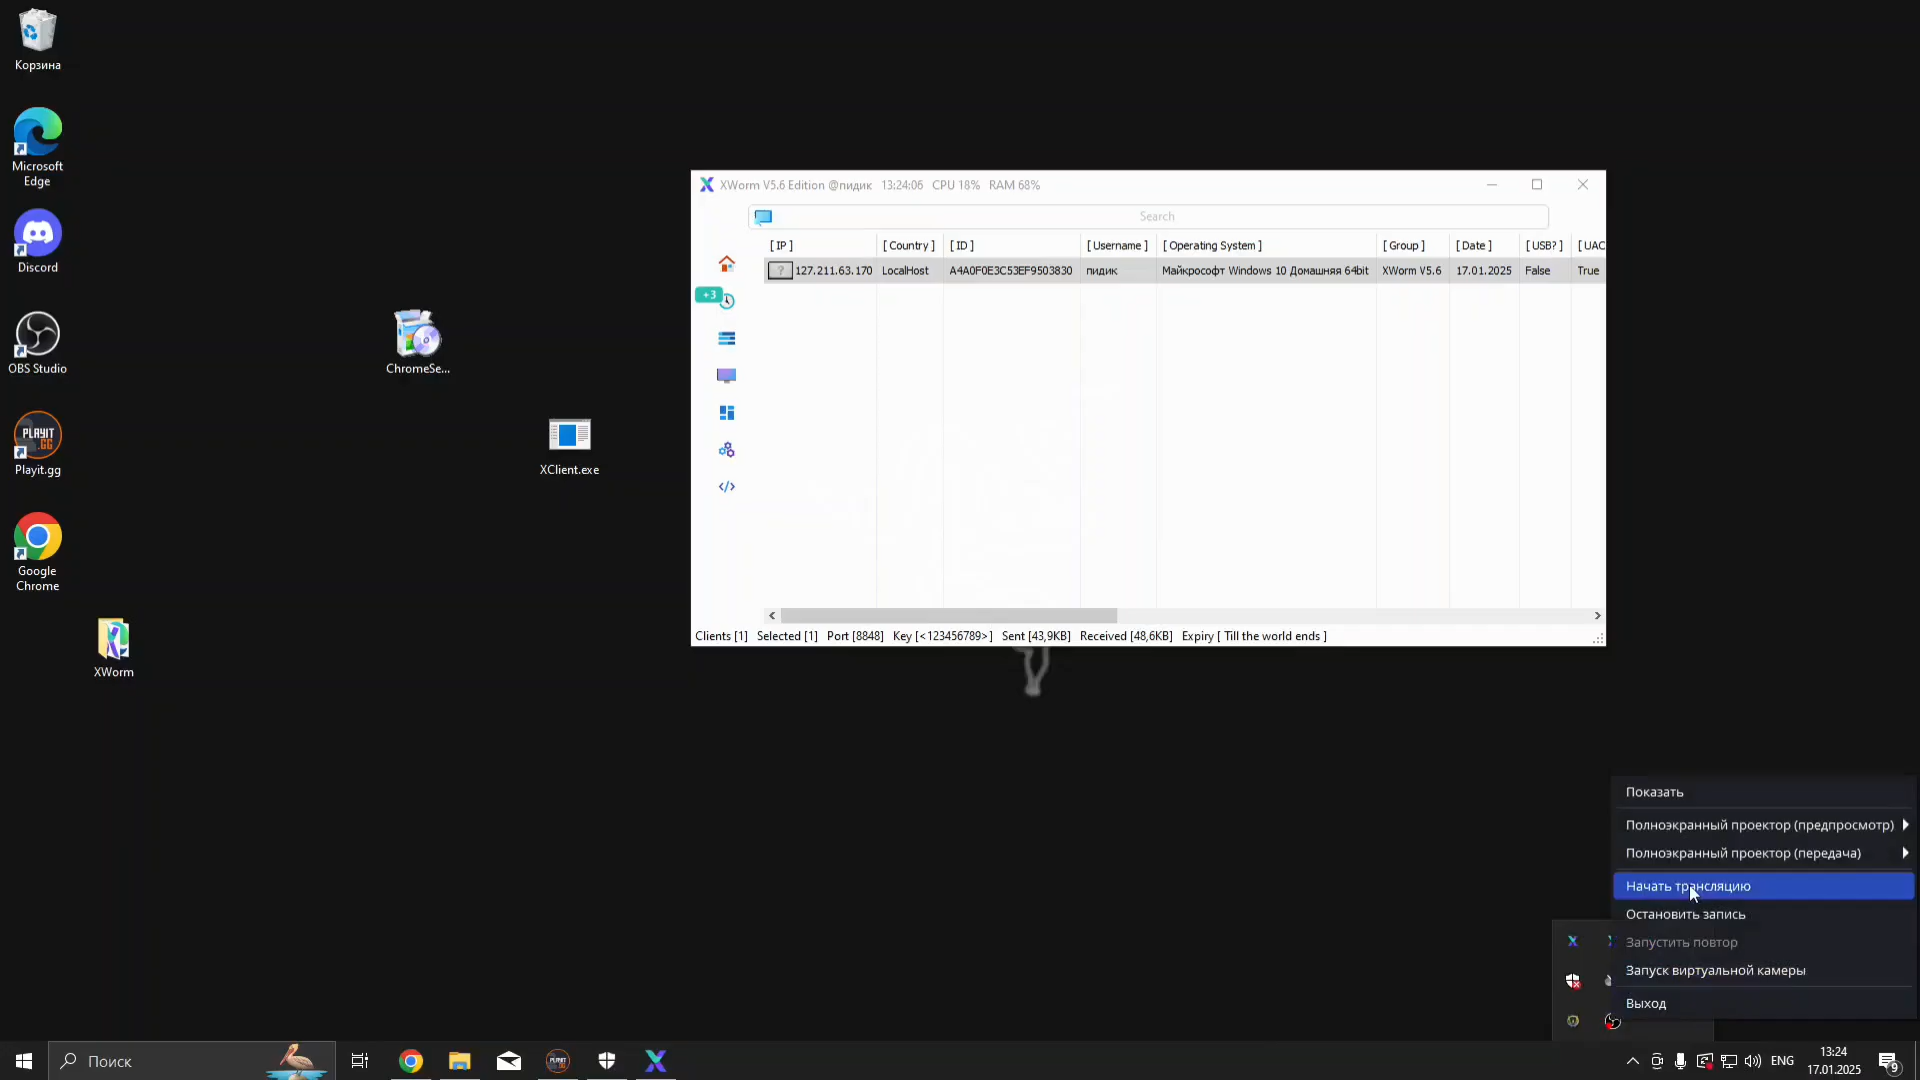 Корзина
Microsoft
Edge
Discord
OBS Studio
PLAYIT
.GG
Playit.gg
Google
Chrome
XWorm
ChromeSe...
XClient.exe
XWorm V5.6 Edition @пидик 13:24:06 CPU 18% RAM 68%
Search
[ IP ] [ Country ] [ ID ] [ Username ] [ Operating System ] [ Group ] [ Date ] [ USB? ] [ UAC
? 127.211.63.170 LocalHost A4A0F0E3C53EF9503830 пидик Майкрософт Windows 10 Домашняя 64bit XWorm V5.6 17.01.2025 False True
+3
Clients [1] Selected [1] Port [8848] Key [<123456789>] Sent [43,9KB] Received [48,6KB] Expiry [ Till the world ends ]
Показать
Полноэкранный проектор (предпросмотр)
Полноэкранный проектор (передача)
Начать трансляцию
Остановить запись
Запустить повтор
Запуск виртуальной камеры
Выход
Поиск
ENG
13:24
17.01.2025
9